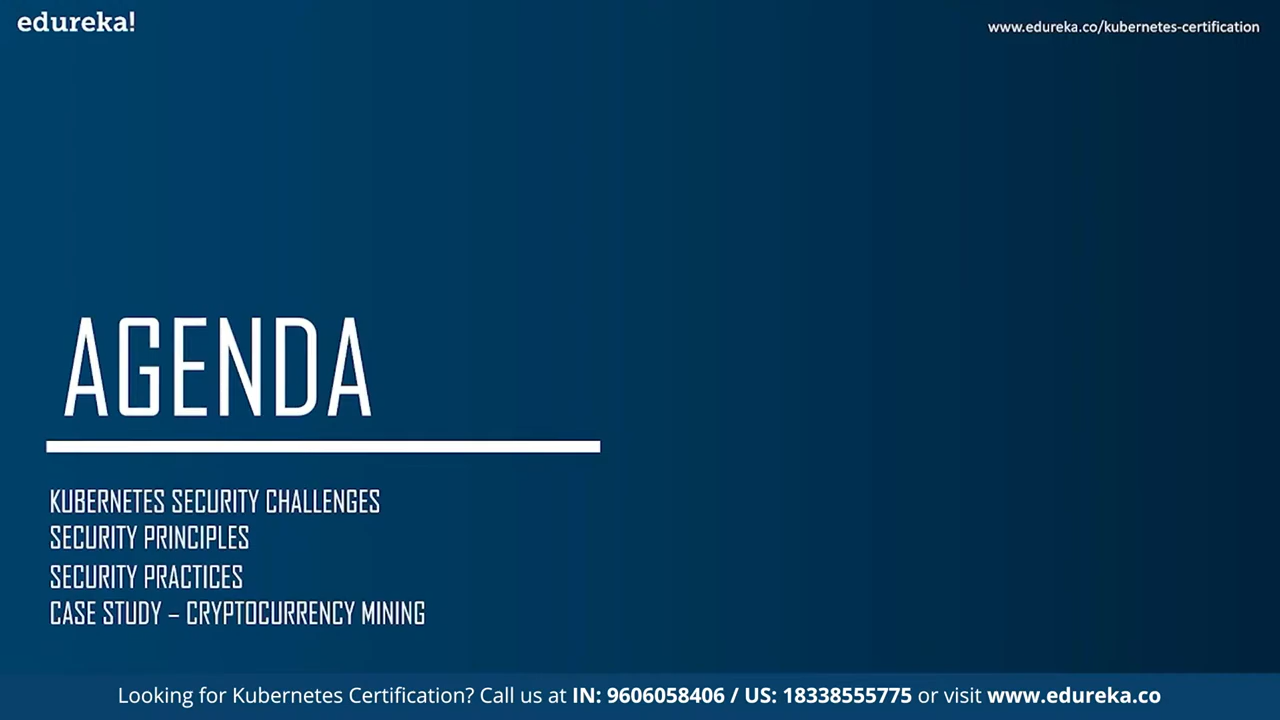 edureka!
www.edureka.co/kubernetes-certification
AGENDA
KUBERNETES SECURITY CHALLENGES
SECURITY PRINCIPLES
SECURITY PRACTICES
CASE STUDY – CRYPTOCURRENCY MINING
Looking for Kubernetes Certification? Call us at IN: 9606058406 / US: 18338555775 or visit www.edureka.co